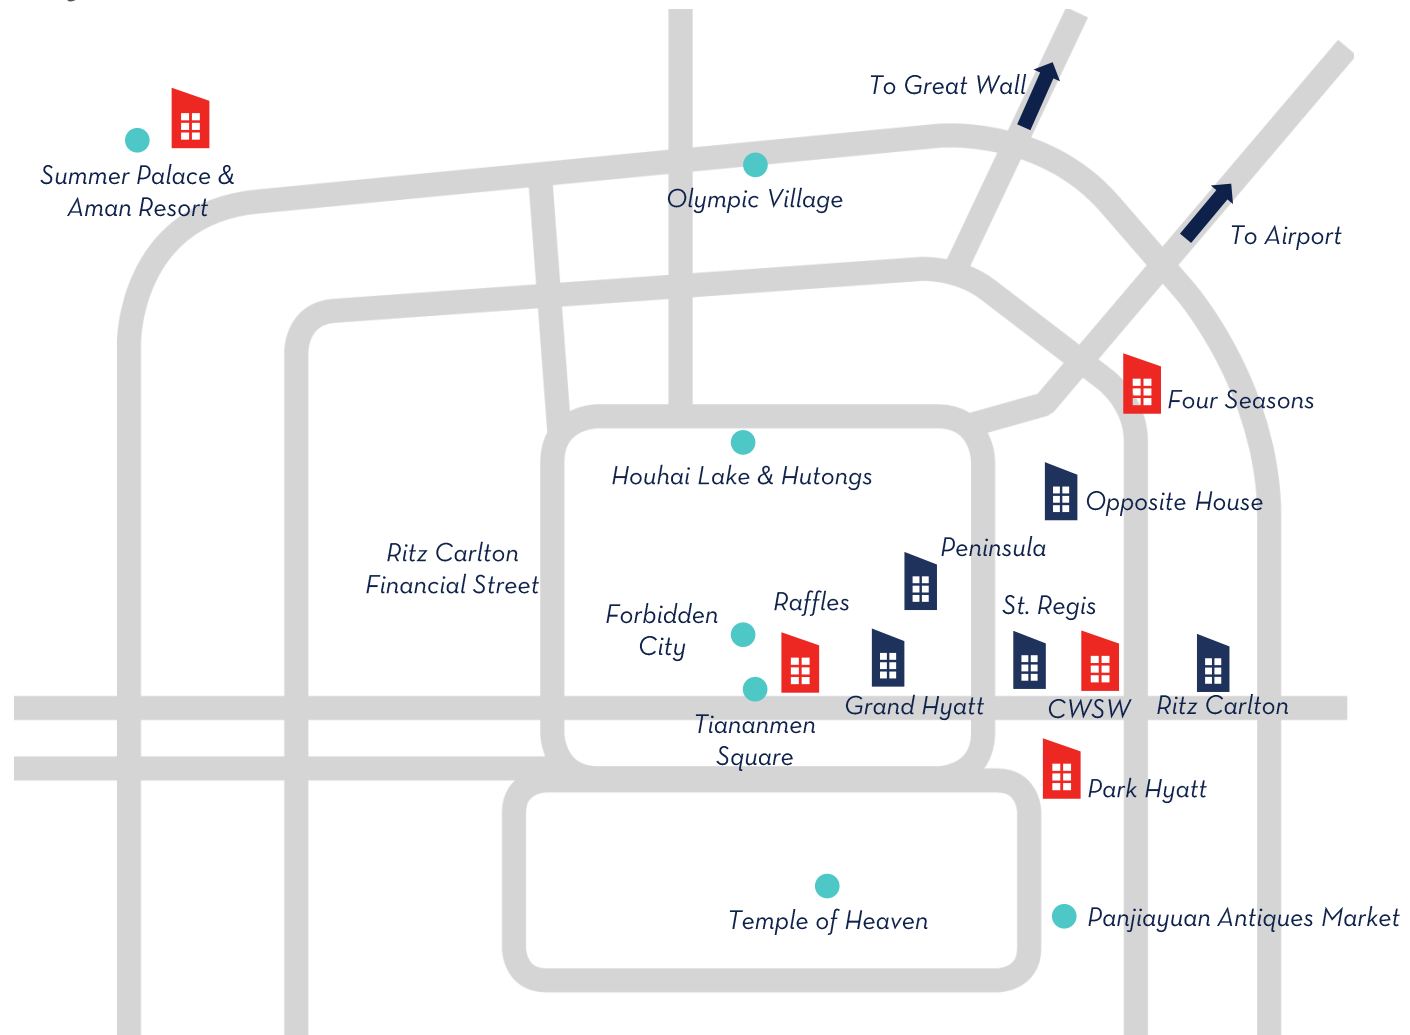 To Great Wall
Summer Palace &
Aman Resort
Olympic Village
To Airport
Four Seasons
Houhai Lake & Hutongs
Opposite House
Ritz Carlton
Financial Street
Peninsula
Forbidden
City
Raffles
St. Regis
Grand Hyatt
CWSW
Ritz Carlton
Tiananmen
Square
Park Hyatt
Temple of Heaven
Panjiayuan Antiques Market